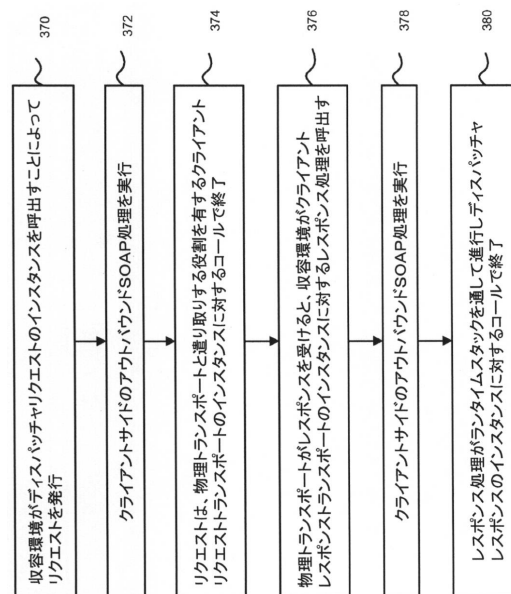 370
収容環境がディスパッチャリクエストのインスタンスを呼出すことによって
リクエストを発行
372
クライアントサイドのアウトバウンドSOAP処理を実行
374
リクエストは、物理トランスポートと遣り取りする役割を有するクライアント
リクエストトランスポートのインスタンスに対するコールで終了
376
物理トランスポートがレスポンスを受けると、収容環境がクライアント
レスポンストランスポートのインスタンスに対するレスポンス処理を呼出す
378
クライアントサイドのアウトバウンドSOAP処理を実行
380
レスポンス処理がランタイムスタックを通して進行しディスパッチャ
レスポンスのインスタンスに対するコールで終了